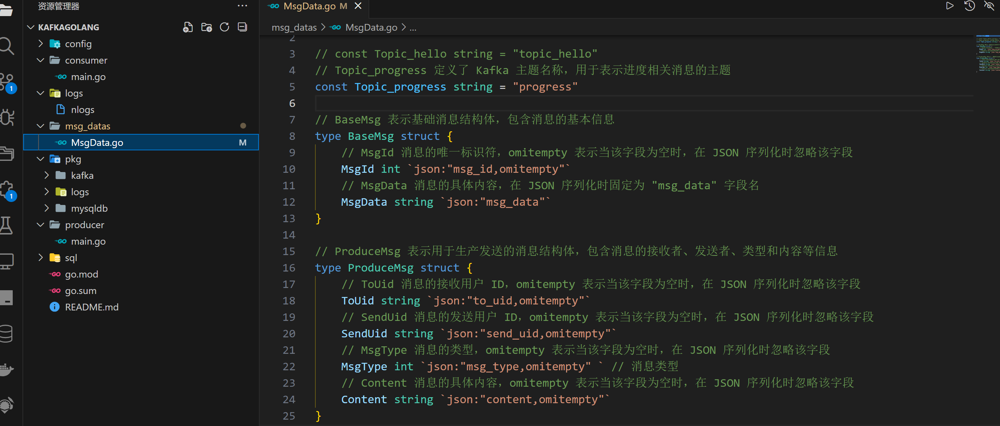 资源管理器
KAFKAGOLANG
config
consumer
main.go
logs
nlogs
msg_datas
MsgData.go M
pkg
kafka
logs
mysqldb
producer
main.go
sql
go.mod
go.sum
README.md
1
1
MsgData.go M
msg_datas > MsgData.go > ...
2
3 // const Topic_hello string = "topic_hello"
4 // Topic_progress 定义了 Kafka 主题名称，用于表示进度相关消息的主题
5 const Topic_progress string = "progress"
6
7 // BaseMsg 表示基础消息结构体，包含消息的基本信息
8 type BaseMsg struct {
9 // MsgId 消息的唯一标识符，omitempty 表示当该字段为空时，在 JSON 序列化时忽略该字段
10 MsgId int `json:"msg_id,omitempty"`
11 // MsgData 消息的具体内容，在 JSON 序列化时固定为 "msg_data" 字段名
12 MsgData string `json:"msg_data"`
13 }
14
15 // ProduceMsg 表示用于生产发送的消息结构体，包含消息的接收者、发送者、类型和内容等信息
16 type ProduceMsg struct {
17 // ToUid 消息的接收用户 ID，omitempty 表示当该字段为空时，在 JSON 序列化时忽略该字段
18 ToUid string `json:"to_uid,omitempty"`
19 // SendUid 消息的发送用户 ID，omitempty 表示当该字段为空时，在 JSON 序列化时忽略该字段
20 SendUid string `json:"send_uid,omitempty"`
21 // MsgType 消息的类型，omitempty 表示当该字段为空时，在 JSON 序列化时忽略该字段
22 MsgType int `json:"msg_type,omitempty" ` // 消息类型
23 // Content 消息的具体内容，omitempty 表示当该字段为空时，在 JSON 序列化时忽略该字段
24 Content string `json:"content,omitempty"`
25 }